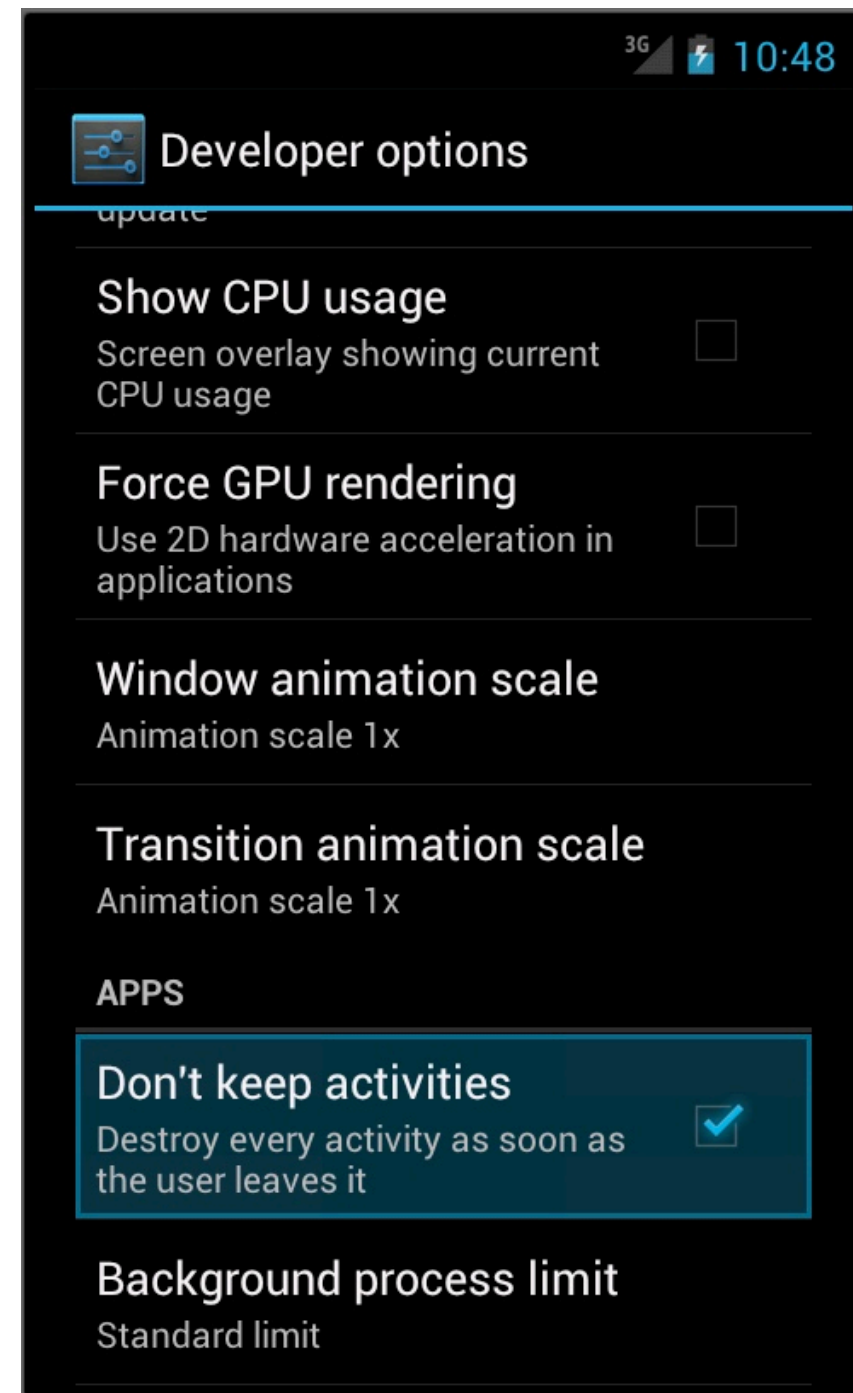 3G 10:48
Developer options
update
Show CPU usage
Screen overlay showing current
CPU usage
Force GPU rendering
Use 2D hardware acceleration in
applications
Window animation scale
Animation scale 1x
Transition animation scale
Animation scale 1x
APPS
Don't keep activities
Destroy every activity as soon as
the user leaves it
Background process limit
Standard limit